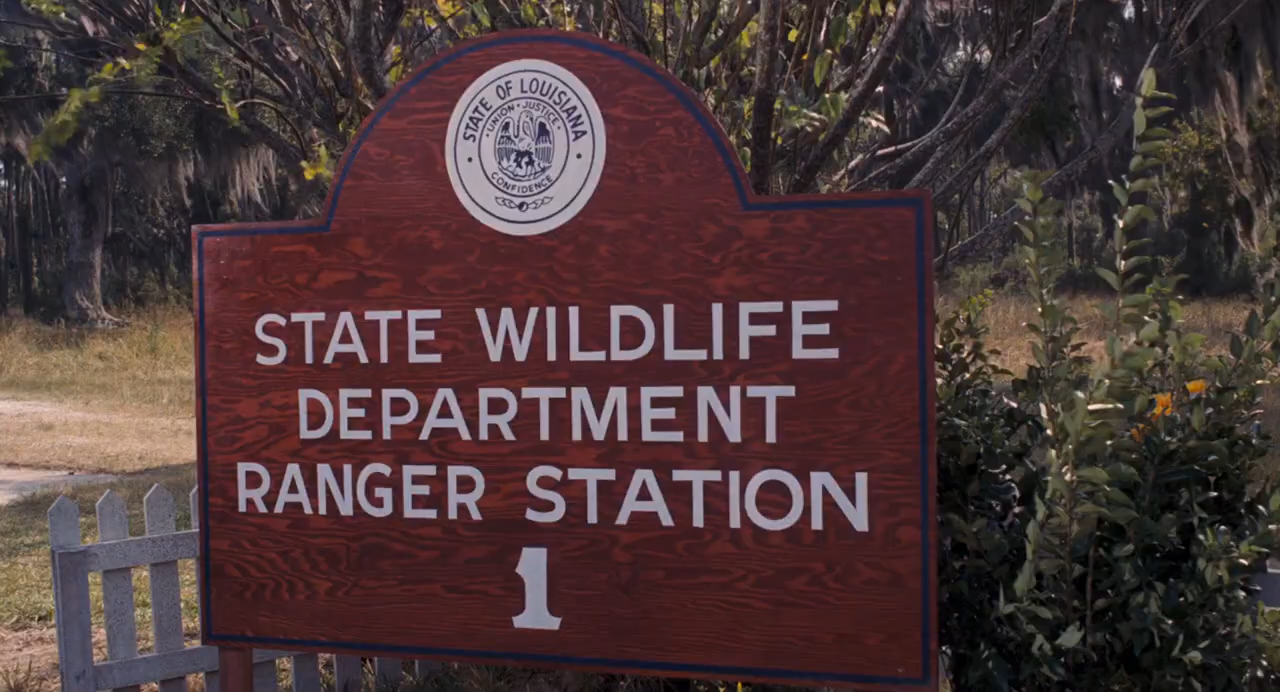 STATE OF LOUISIANA
UNION · JUSTICE
CONFIDENCE
STATE WILDLIFE
DEPARTMENT
RANGER STATION
1